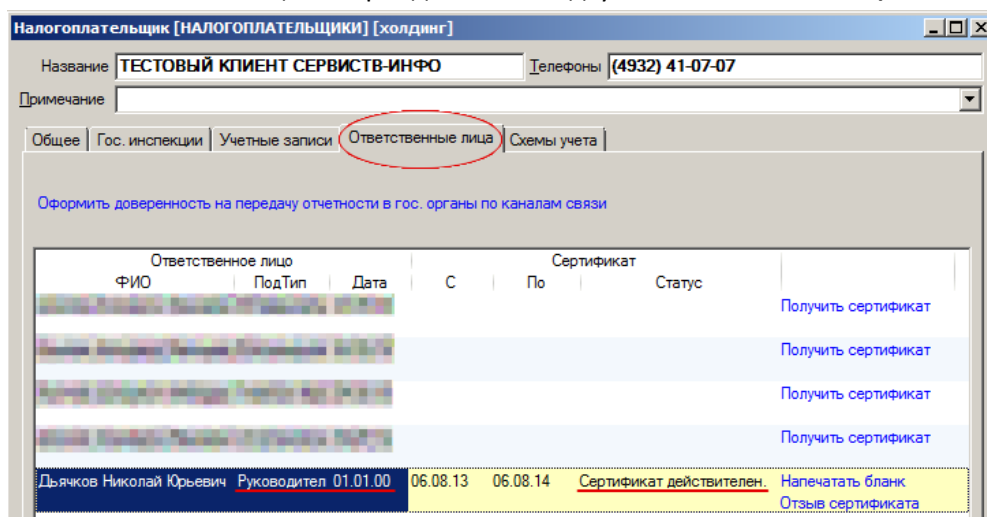 Налогоплательщик [НАЛОГОПЛАТЕЛЬЩИКИ] [холдинг]
Название ТЕСТОВЫЙ КЛИЕНТ СЕРВИСТВ-ИНФО Телефоны (4932) 41-07-07
Примечание
Общее Гос. инспекции Учетные записи Ответственные лица Схемы учета
Оформить доверенность на передачу отчетности в гос. органы по каналам связи
Ответственное лицо Сертификат
ФИО ПодТип Дата С По Статус
Получить сертификат
Получить сертификат
Получить сертификат
Получить сертификат
Дьячков Николай Юрьевич Руководител 01.01.00 06.08.13 06.08.14 Сертификат действителен. Напечатать бланк
Отзыв сертификата